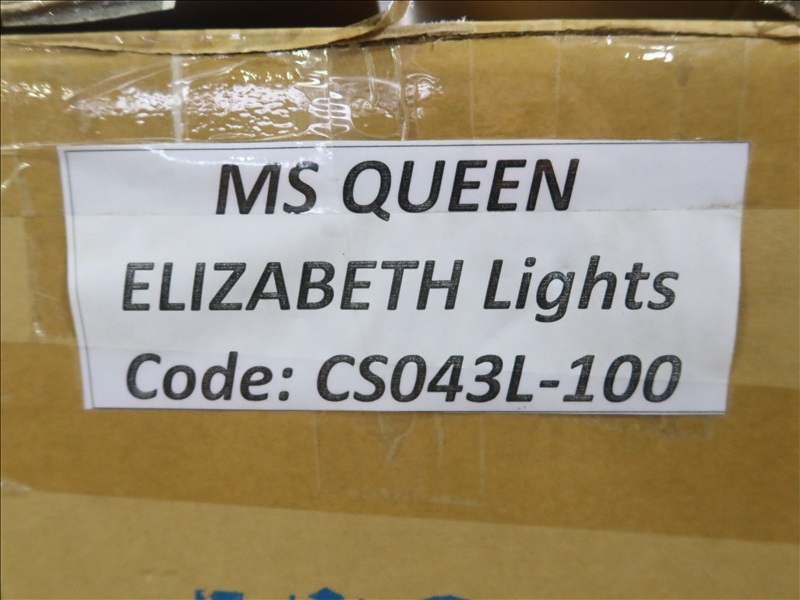 MS QUEEN
ELIZABETH Lights
Code: CS043L-100